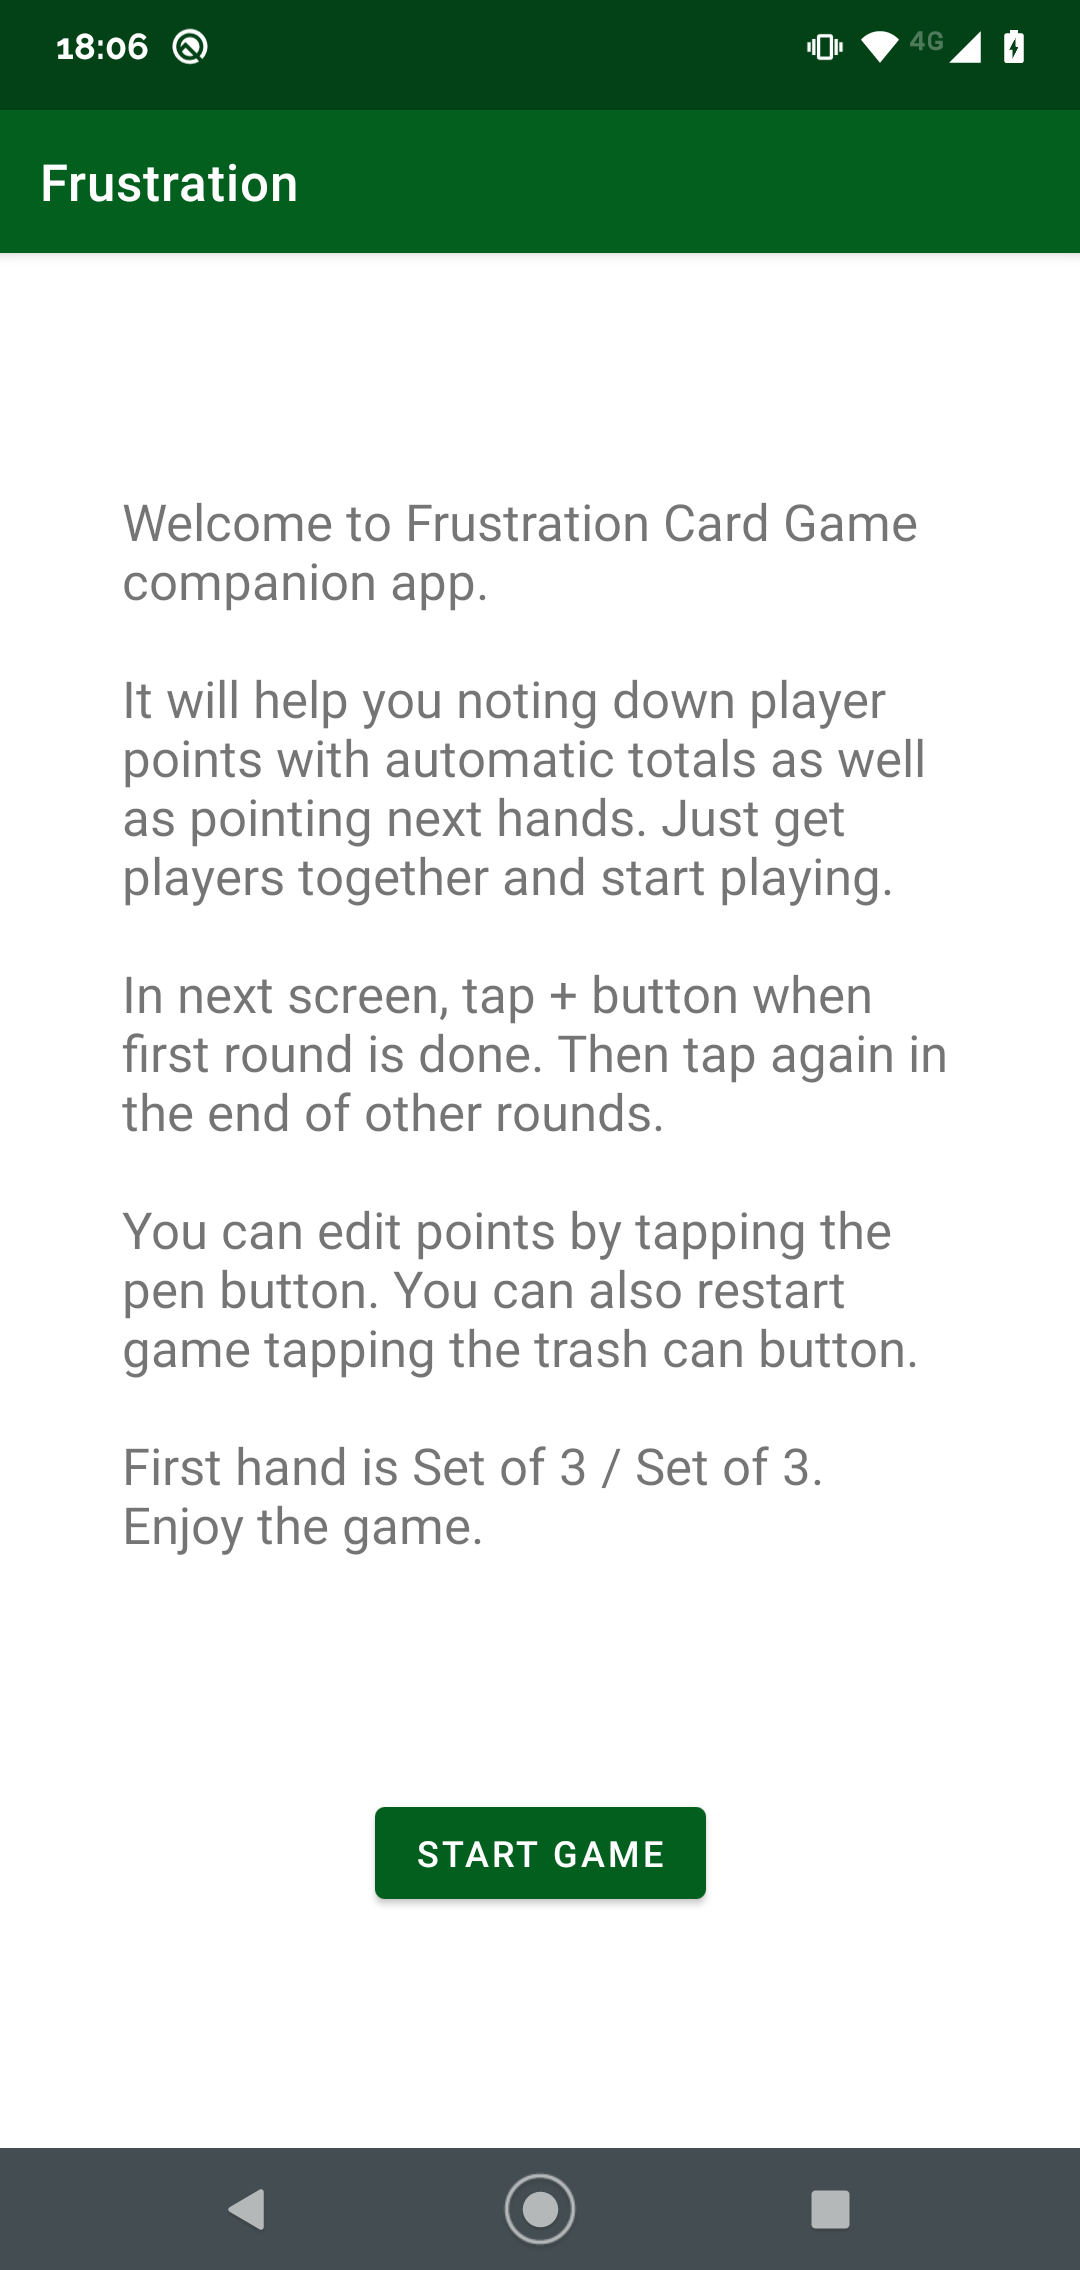 18:06
4G
Frustration
Welcome to Frustration Card Game
companion app.
It will help you noting down player
points with automatic totals as well
as pointing next hands. Just get
players together and start playing.
In next screen, tap + button when
first round is done. Then tap again in
the end of other rounds.
You can edit points by tapping the
pen button. You can also restart
game tapping the trash can button.
First hand is Set of 3 / Set of 3.
Enjoy the game.
START GAME